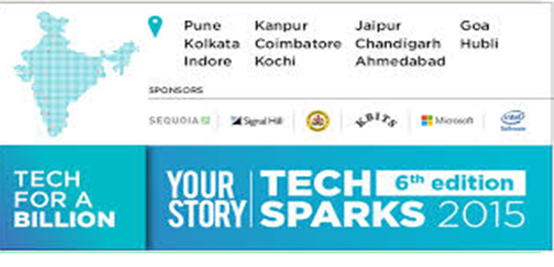 Pune Kanpur Jaipur Goa
Kolkata Coimbatore Chandigarh Hubli
Indore Kochi Ahmedabad
SPONSORS
SEQUOIA Signal Hill KBITS Microsoft intel Software
TECH
FOR A
BILLION
YOUR
STORY
TECH 6th edition
SPARKS 2015